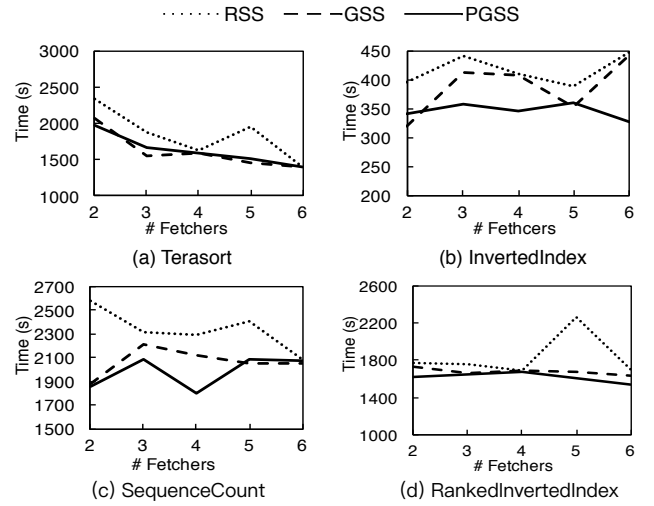 RSS GSS PGSS
3000
2500
2000
1500
1000
Time (s)
2 3 4 5 6
# Fetchers
(a) Terasort
450
400
350
300
250
200
Time (s)
2 3 4 5 6
# Fethcers
(b) InvertedIndex
2700
2500
2300
2100
1900
1700
1500
Time (s)
2 3 4 5 6
# Fetchers
(c) SequenceCount
2600
2200
1800
1400
1000
Time (s)
2 3 4 5 6
# Fetchers
(d) RankedInvertedIndex